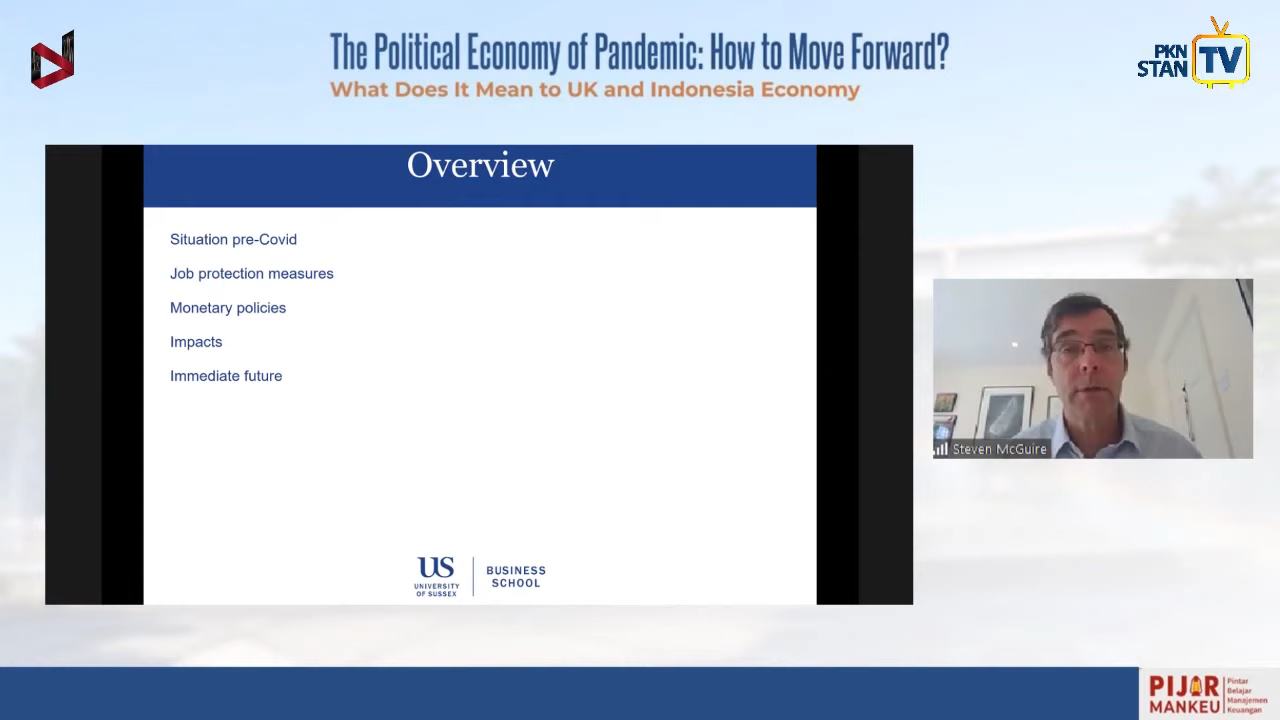 The Political Economy of Pandemic: How to Move Forward?
What Does It Mean to UK and Indonesia Economy
PKN
STAN
TV
Overview
Situation pre-Covid
Job protection measures
Monetary policies
Impacts
Immediate future
US
UNIVERSITY
OF SUSSEX
BUSINESS
SCHOOL
Steven McGuire
PIJAR
MANKEU
Pintar
Belajar
Manajemen
Keuangan